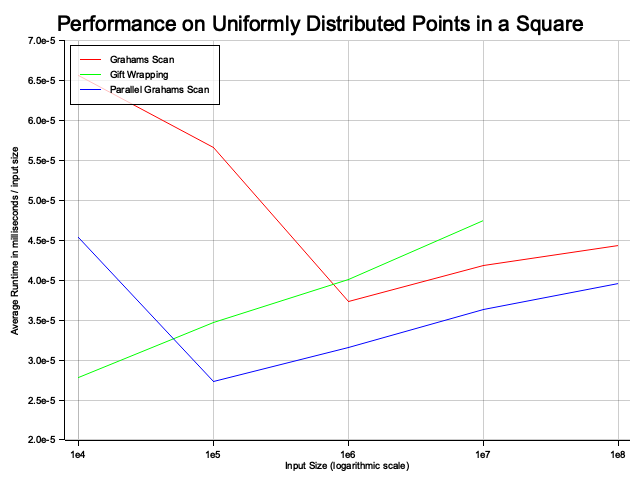 Performance on Uniformly Distributed Points in a Square
7.0e-5
6.5e-5
6.0e-5
5.5e-5
5.0e-5
4.5e-5
4.0e-5
3.5e-5
3.0e-5
2.5e-5
2.0e-5
Average Runtime in milliseconds / input size
Grahams Scan
Gift Wrapping
Parallel Grahams Scan
1e4
1e5
1e6
1e7
1e8
Input Size (logarithmic scale)